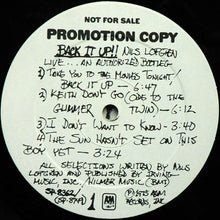 NOT FOR SALE
PROMOTION COPY
BACK IT UP!! NILS LOFGREN
LIVE... AN AUTHORIZED BOOTLEG
1) TAKE YOU TO THE MOVIES TONIGHT/
BACK IT UP - 6:47
2) KEITH DON'T GO (ODE TO THE
GLIMMER TWIN) - 6:12
3) I DON'T WANT TO KNOW - 3:40
4) THE SUN HASN'T SET ON THIS
BOY YET - 3:24
ALL SELECTIONS WRITTEN BY NILS
LOFGREN AND PUBLISHED BY IRVING
MUSIC, INC./HILMER MUSIC (BMI)
SP-8362
1 A&M